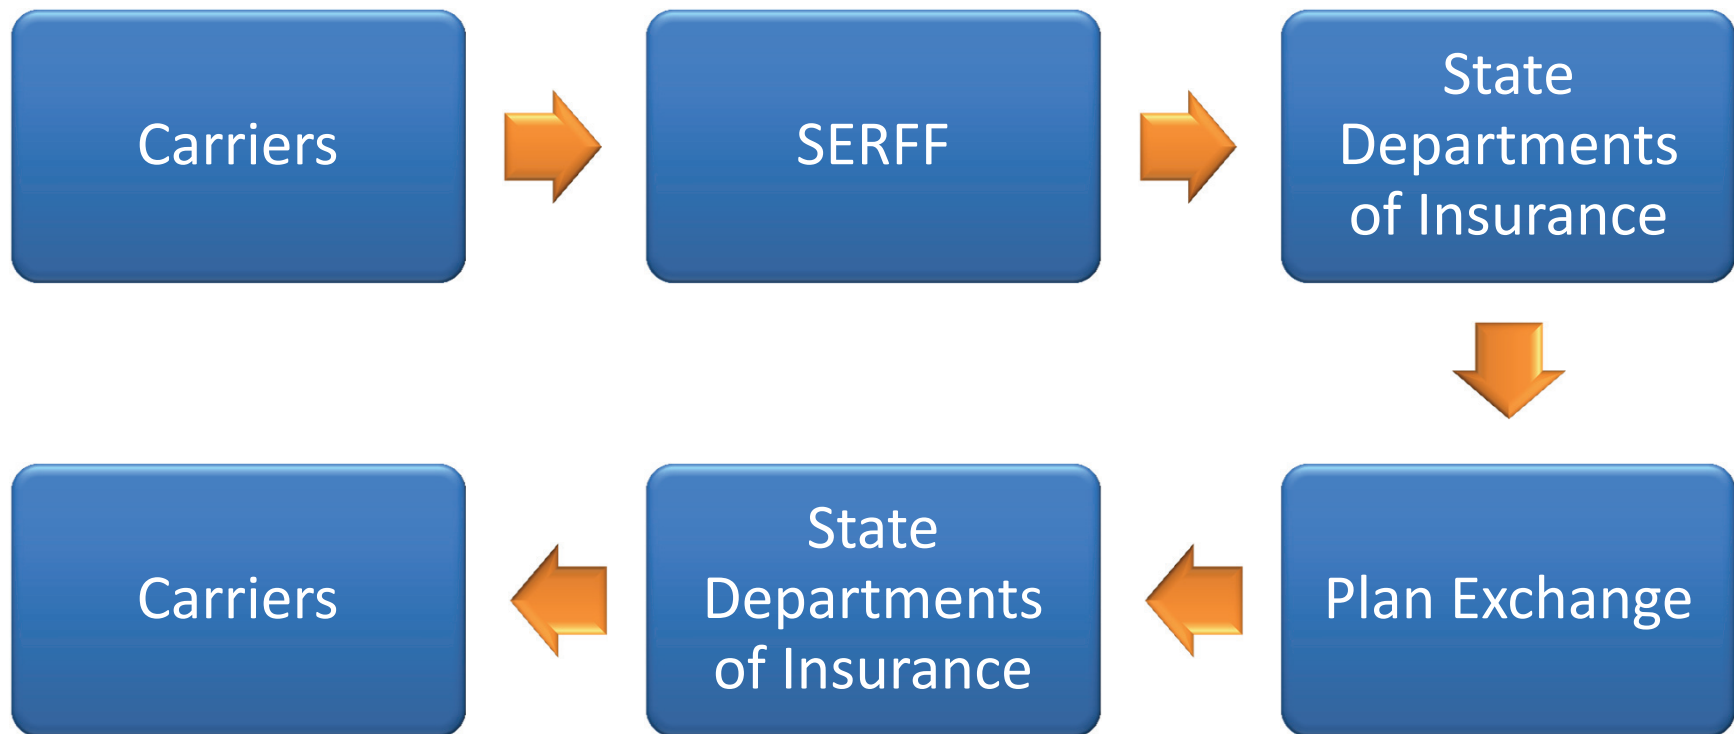 Carriers
SERFF
State
Departments
of Insurance
Carriers
State
Departments
of Insurance
Plan Exchange